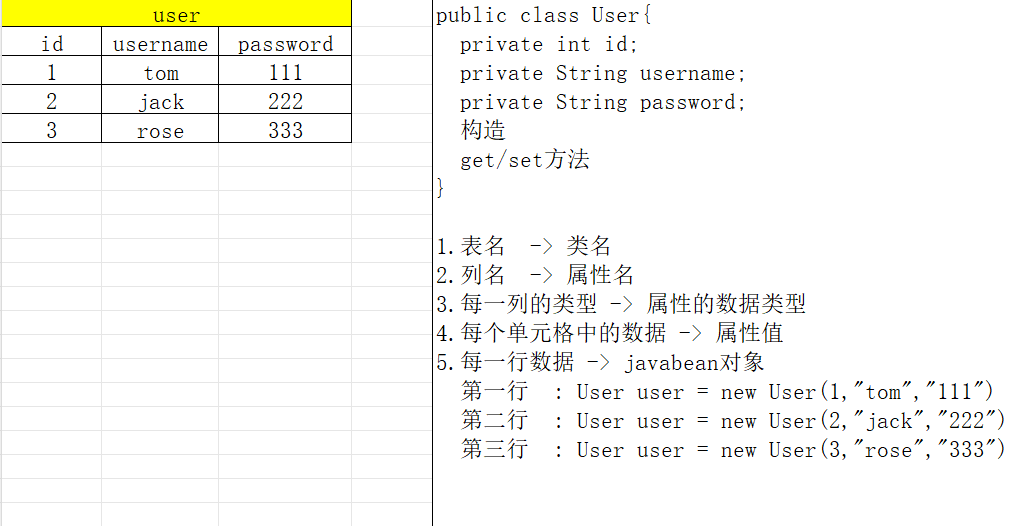 user
id username password
1 tom 111
2 jack 222
3 rose 333
public class User{
private int id;
private String username;
private String password;
构造
get/set方法
}
1.表名 -> 类名
2.列名 -> 属性名
3.每一列的类型 -> 属性的数据类型
4.每个单元格中的数据 -> 属性值
5.每一行数据 -> javabean对象
第一行 : User user = new User(1,"tom","111")
第二行 : User user = new User(2,"jack","222")
第三行 : User user = new User(3,"rose","333")